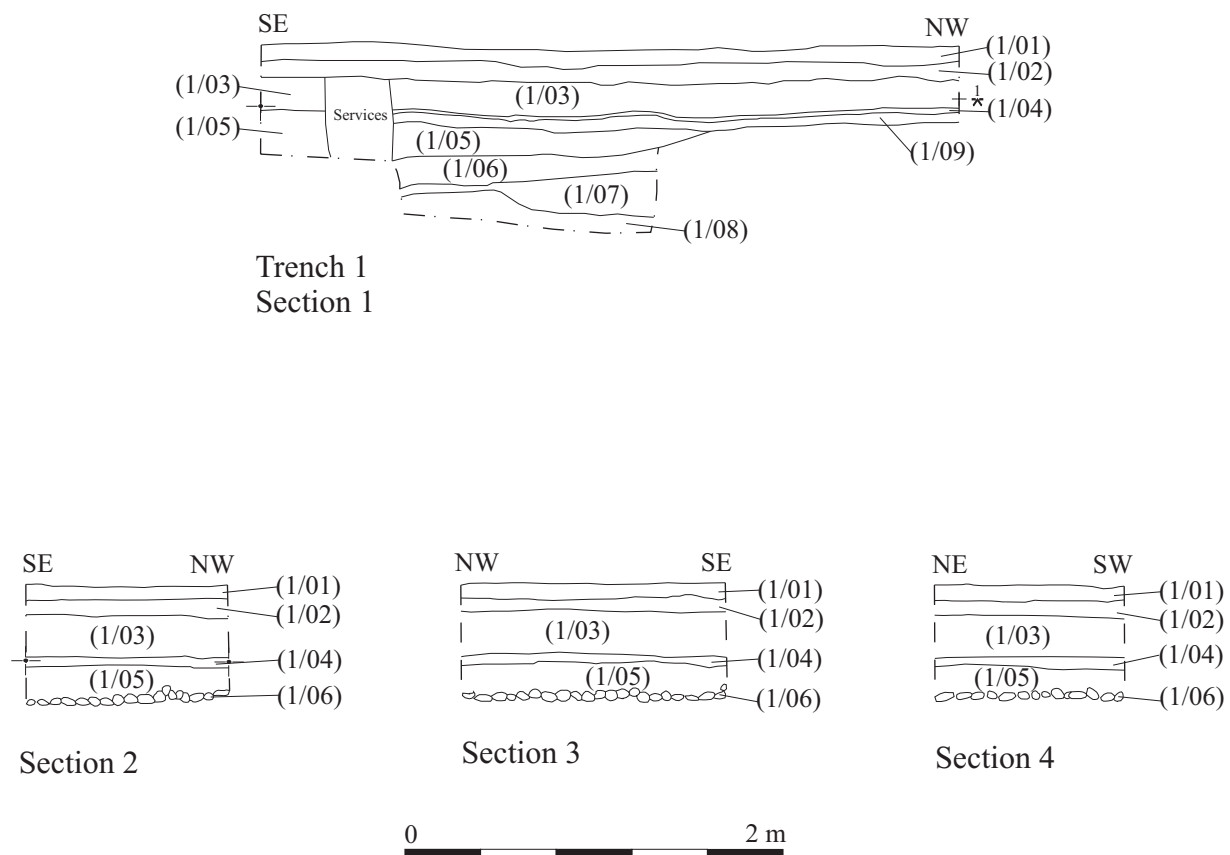 SE
NW
(1/01)
(1/02)
(1/03)
(1/03)
(1/04)
Services
(1/05)
(1/05)
(1/09)
(1/06)
(1/07)
(1/08)
Trench 1
Section 1
SE
NW
(1/01)
(1/02)
(1/03)
(1/04)
(1/05)
(1/06)
Section 2
NW
SE
(1/01)
(1/02)
(1/03)
(1/04)
(1/05)
(1/06)
Section 3
NE
SW
(1/01)
(1/02)
(1/03)
(1/04)
(1/05)
(1/06)
Section 4
0
2 m